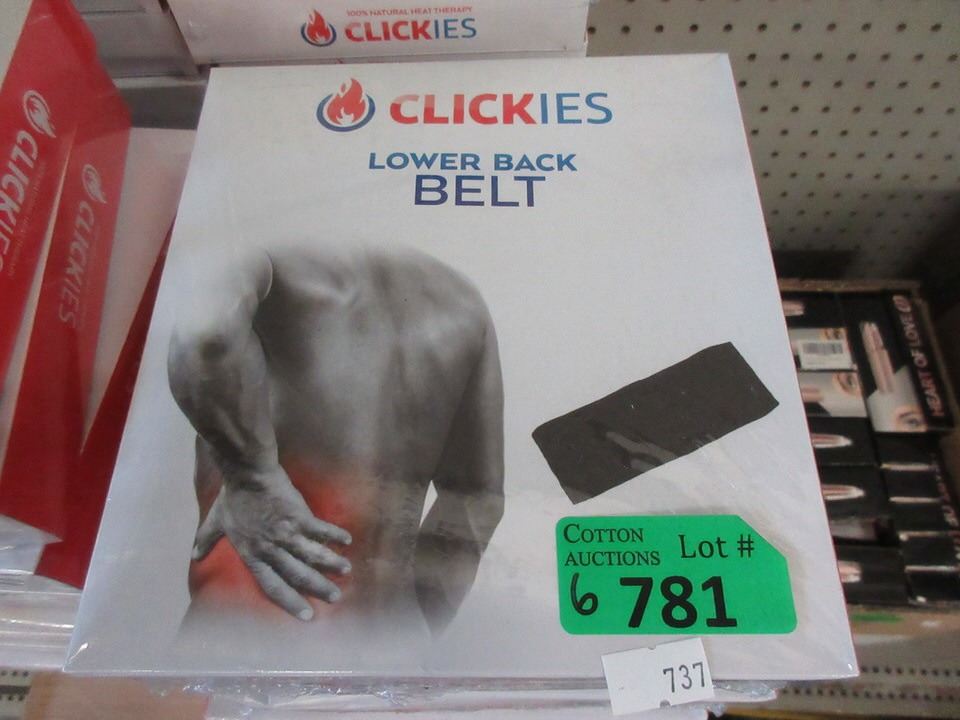 100% NATURAL HEAT THERAPY
CLICKIES
CLICKIES
LOWER BACK
BELT
CLICKIES
CLICKIES
HEART OF LOVE
COTTON
AUCTIONS
Lot #
6 781
737